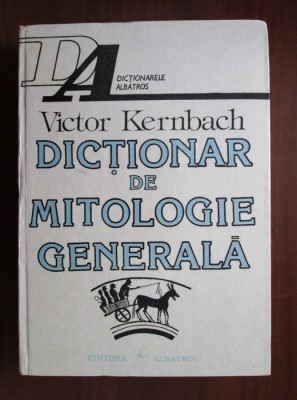 DA
DICȚIONARELE
ALBATROS
Victor Kernbach
DICȚIONAR
DE
MITOLOGIE
GENERALĂ
EDITURA ALBATROS